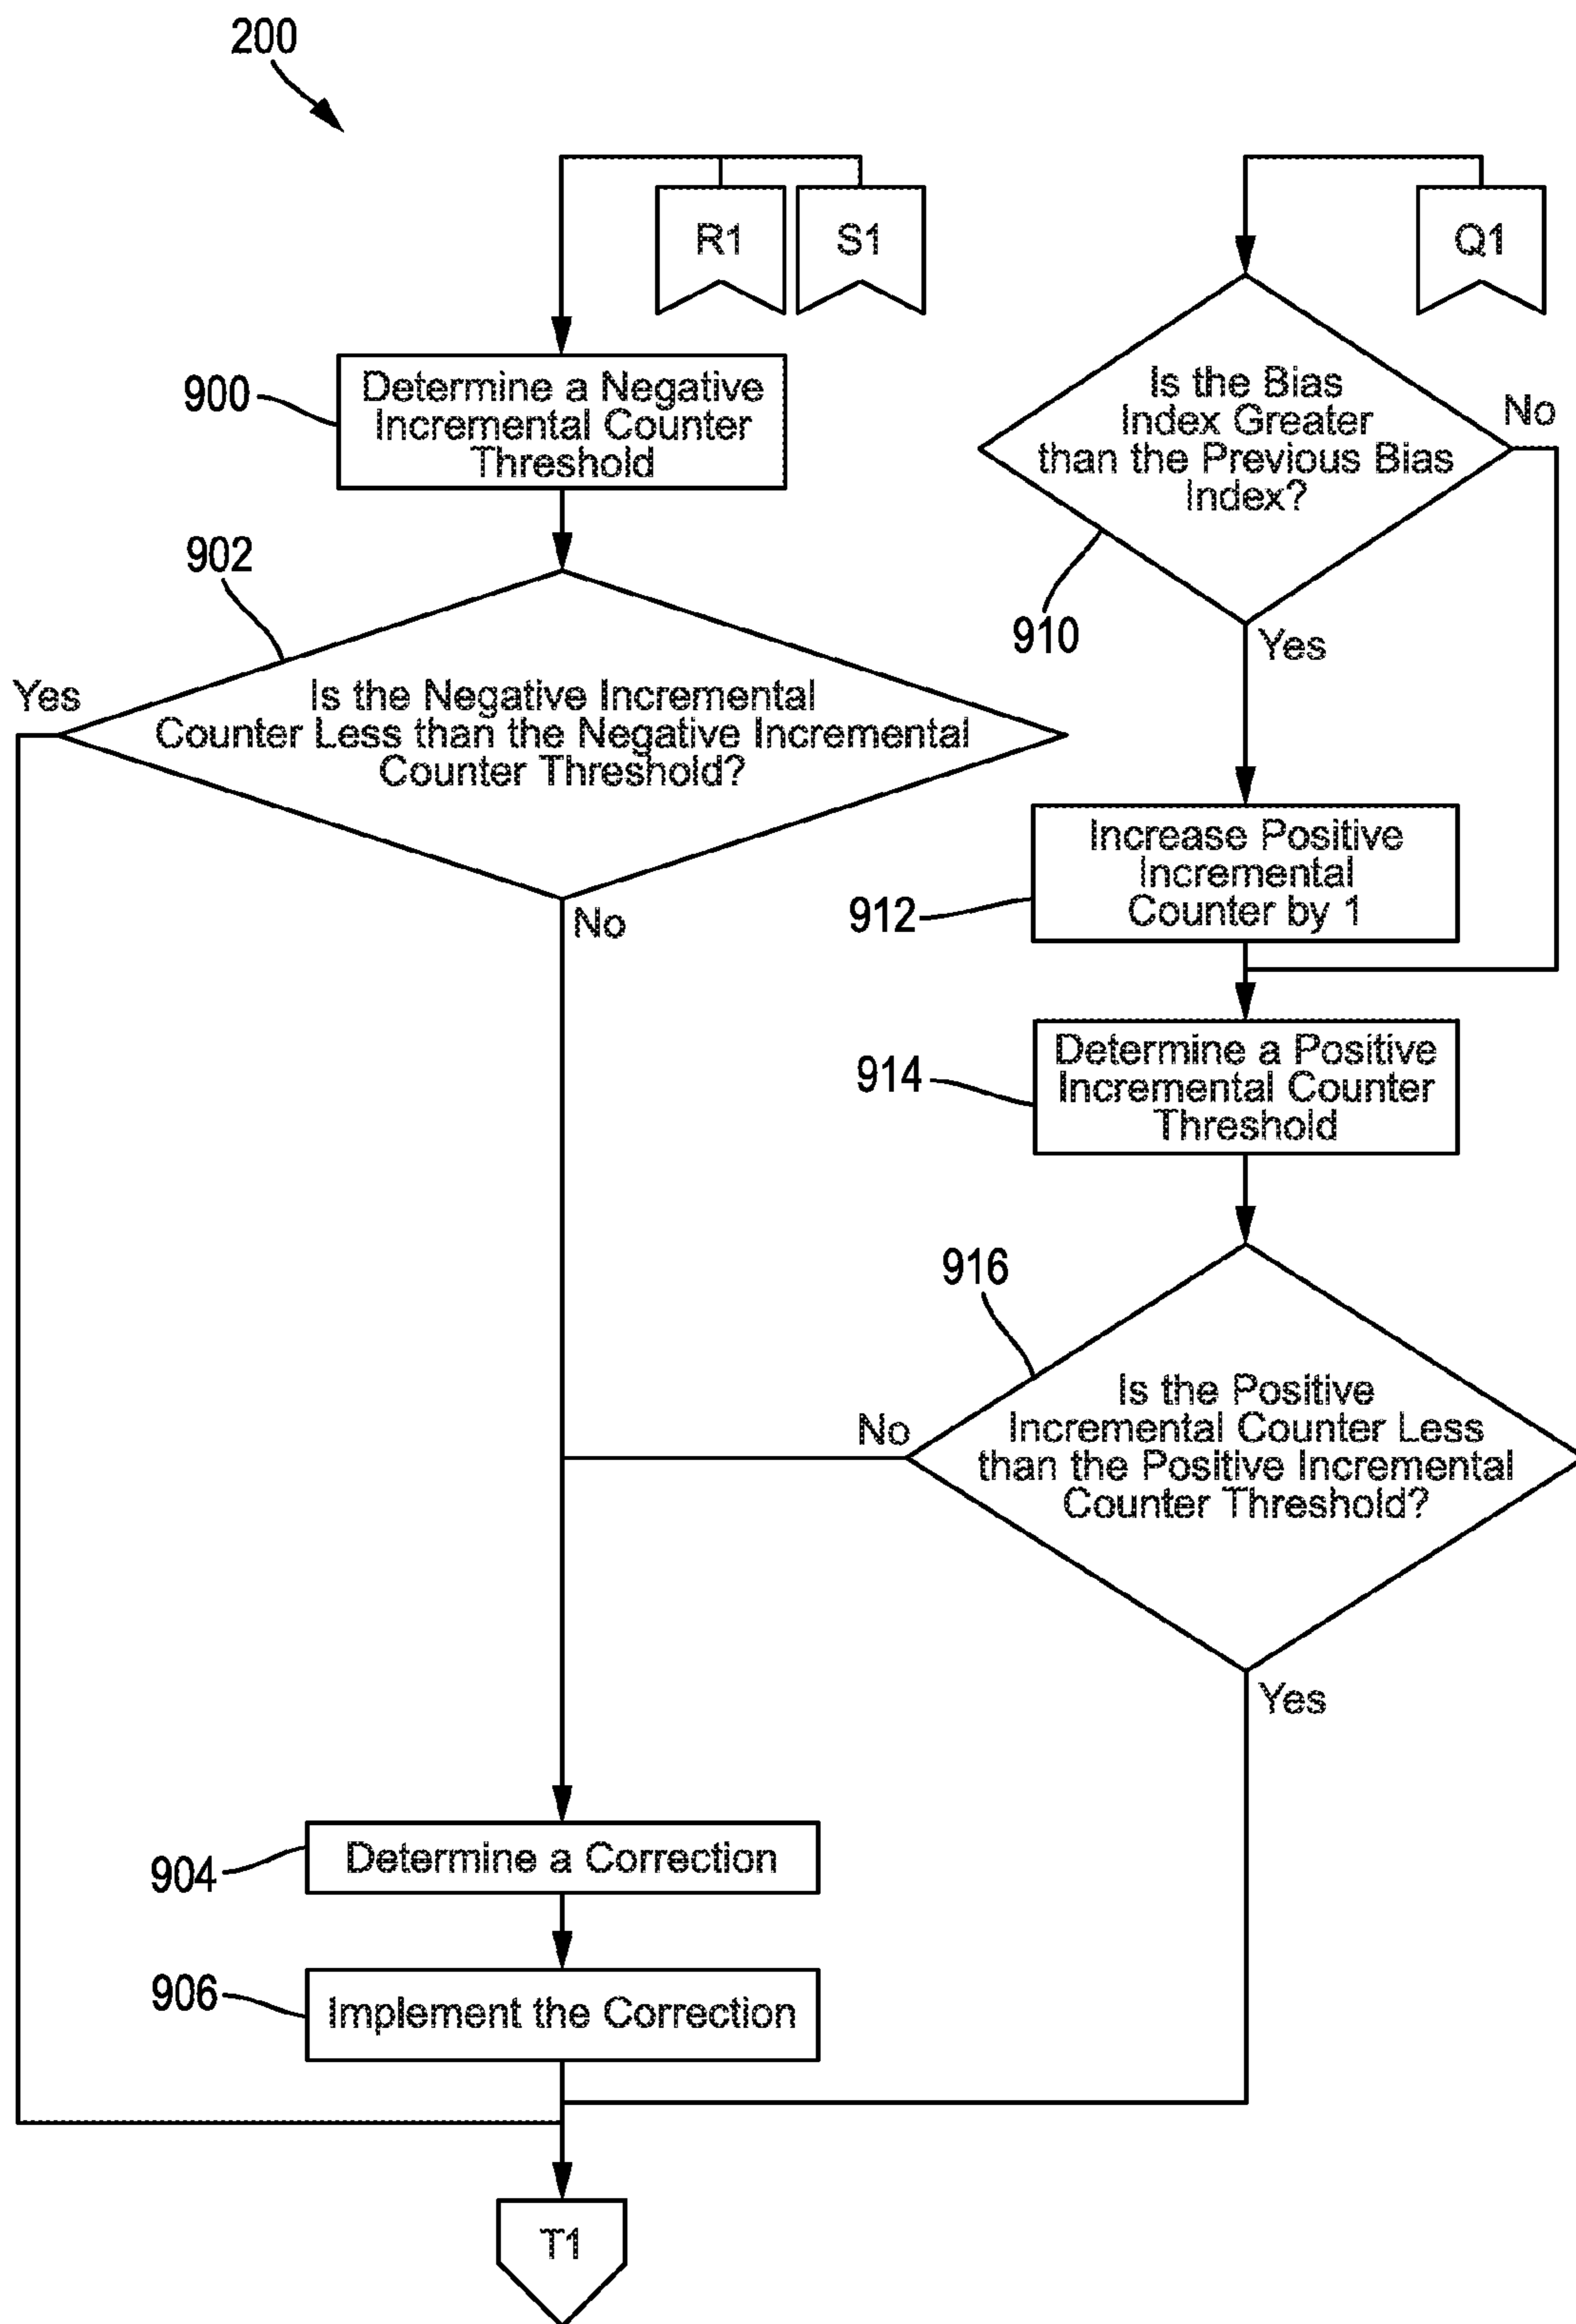 200
R1
S1
Q1
900
Determine a Negative
Incremental Counter
Threshold
Is the Bias
Index Greater
than the Previous Bias
Index?
No
910
Yes
902
Yes
Is the Negative Incremental
Counter Less than the Negative Incremental
Counter Threshold?
No
912
Increase Positive
Incremental
Counter by 1
914
Determine a Positive
Incremental Counter
Threshold
916
No
Is the Positive
Incremental Counter Less
than the Positive Incremental
Counter Threshold?
Yes
904
Determine a Correction
906
Implement the Correction
T1